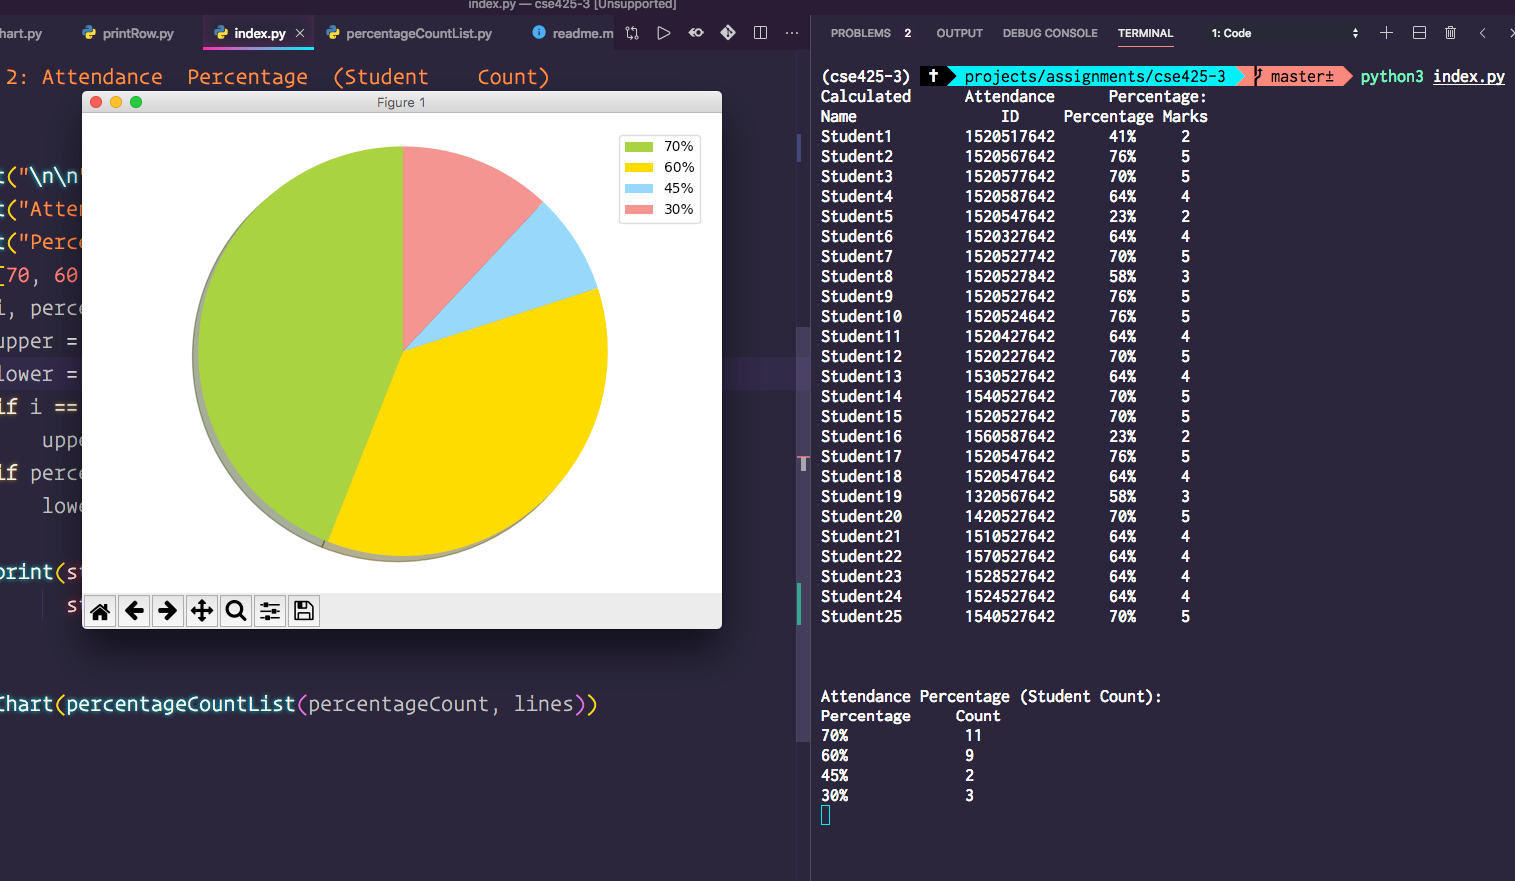 index.py — cse425-3 [Unsupported]
hart.py printRow.py index.py percentageCountList.py readme.m
2: Attendance Percentage (Student Count)
t("\n\n"
t("Atte
t("Perc
[70, 60
i, perce
upper =
lower =
if i ==
uppe
if perce
lowe
print(s
s
Chart(percentageCountList(percentageCount, lines))
Figure 1
70%
60%
45%
30%
PROBLEMS 2 OUTPUT DEBUG CONSOLE TERMINAL 1: Code
(cse425-3) projects/assignments/cse425-3 master± python3 index.py
Calculated Attendance Percentage:
Name ID Percentage Marks
Student1 1520517642 41% 2
Student2 1520567642 76% 5
Student3 1520577642 70% 5
Student4 1520587642 64% 4
Student5 1520547642 23% 2
Student6 1520327642 64% 4
Student7 1520527742 70% 5
Student8 1520527842 58% 3
Student9 1520527642 76% 5
Student10 1520524642 76% 5
Student11 1520427642 64% 4
Student12 1520227642 70% 5
Student13 1530527642 64% 4
Student14 1540527642 70% 5
Student15 1520527642 70% 5
Student16 1560587642 23% 2
Student17 1520547642 76% 5
Student18 1520547642 64% 4
Student19 1320567642 58% 3
Student20 1420527642 70% 5
Student21 1510527642 64% 4
Student22 1570527642 64% 4
Student23 1528527642 64% 4
Student24 1524527642 64% 4
Student25 1540527642 70% 5
Attendance Percentage (Student Count):
Percentage Count
70% 11
60% 9
45% 2
30% 3